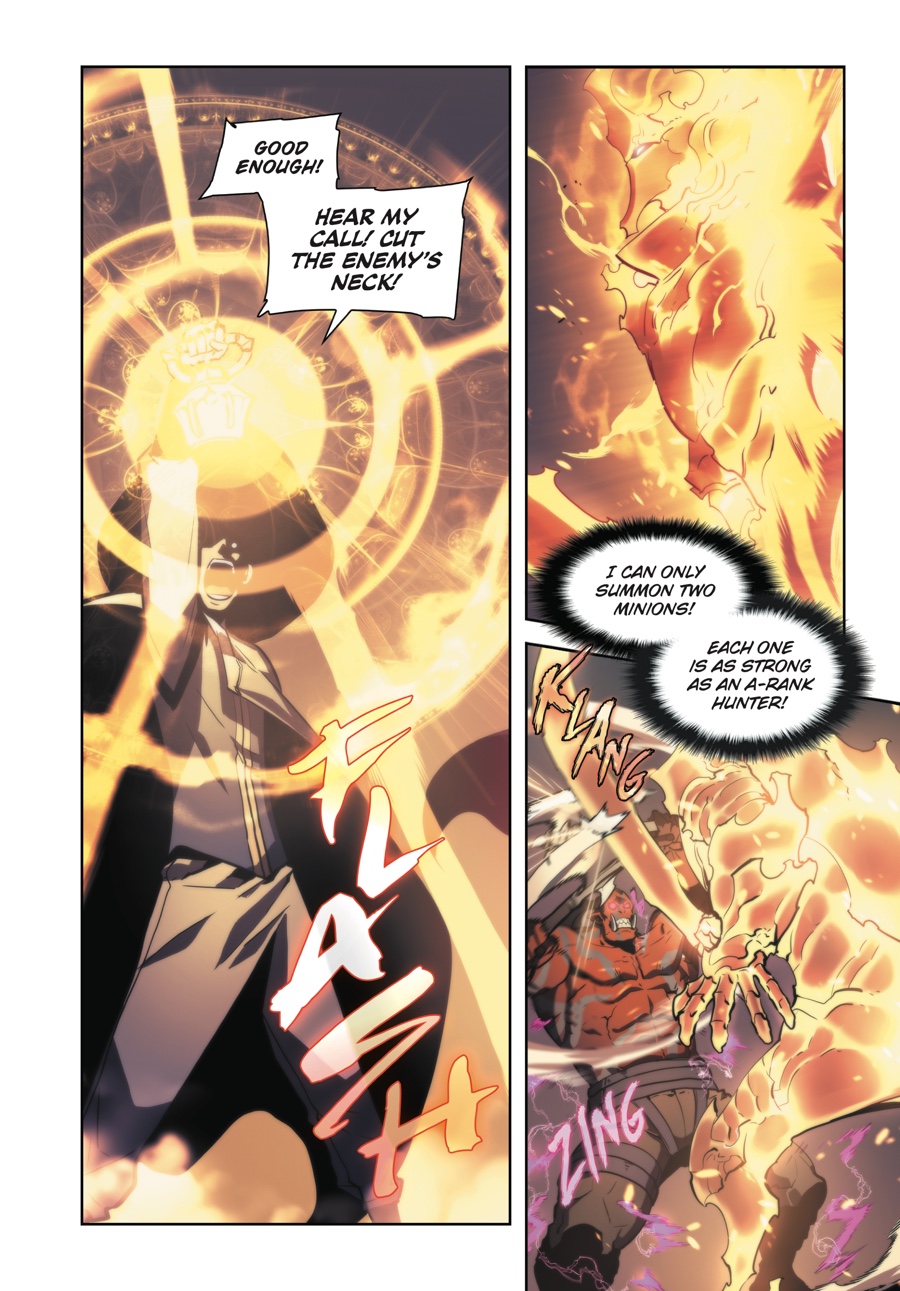 GOOD
ENOUGH!
HEAR MY
CALL! CUT
THE ENEMY'S
NECK!
FLASH
I CAN ONLY
SUMMON TWO
MINIONS!
EACH ONE
IS AS STRONG
AS AN A-RANK
HUNTER!
KLANG
ZING